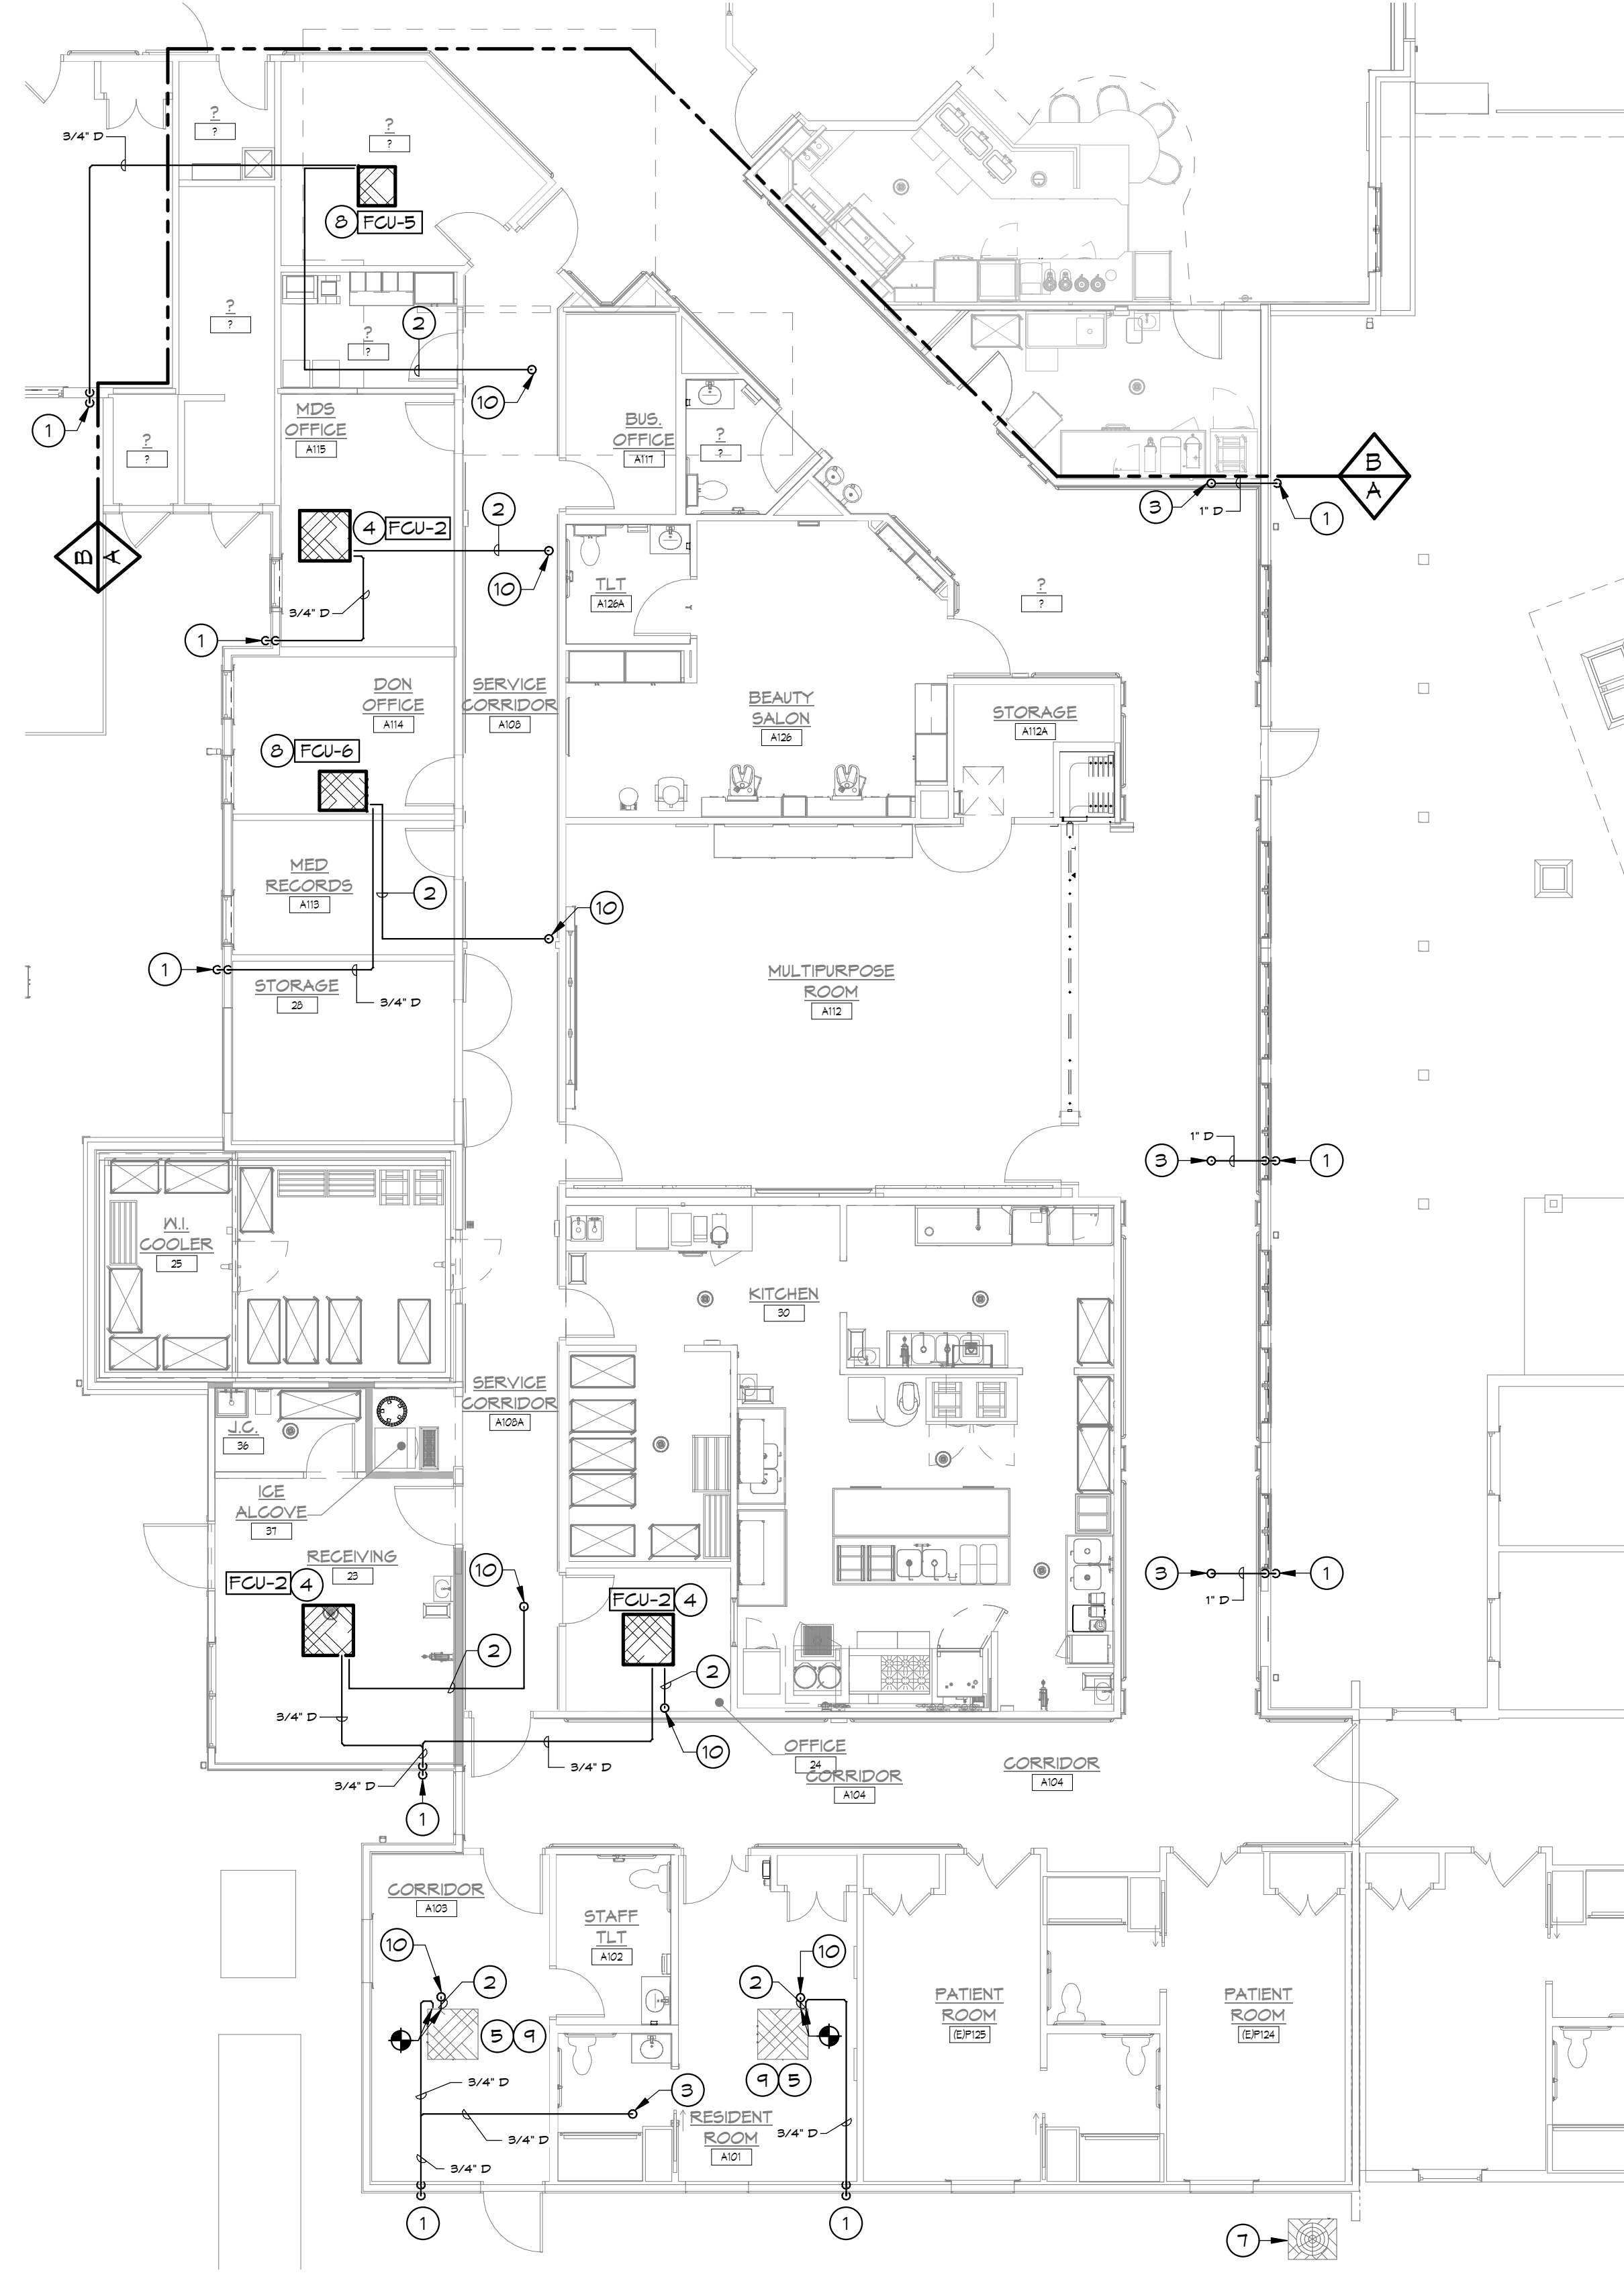 ?
?
?
?
3/4" D
8
FCU-5
?
?
?
?
2
10
1
MDS
OFFICE
A115
BUS.
OFFICE
A117
?
?
?
?
B
A
3
1" D
1
4
FCU-2
2
10
B
A
3/4" D
1
TLT
A126A
?
?
DON
OFFICE
A114
SERVICE
CORRIDOR
A108
BEAUTY
SALON
A126
STORAGE
A112A
8
FCU-6
MED
RECORDS
A113
2
10
1
3/4" D
STORAGE
28
MULTIPURPOSE
ROOM
A112
1" D
3
1
W.I.
COOLER
25
KITCHEN
30
SERVICE
CORRIDOR
A108A
J.C.
36
ICE
ALCOVE
37
RECEIVING
23
FCU-2
4
10
2
FCU-2
4
2
10
3
1" D
1
3/4" D
3/4" D
3/4" D
1
OFFICE
24
CORRIDOR
A104
CORRIDOR
A104
CORRIDOR
A103
STAFF
TLT
A102
10
2
5
9
2
10
9
5
PATIENT
ROOM
(E)P125
PATIENT
ROOM
(E)P124
3/4" D
3
3/4" D
3/4" D
RESIDENT
ROOM
A101
3/4" D
1
1
7